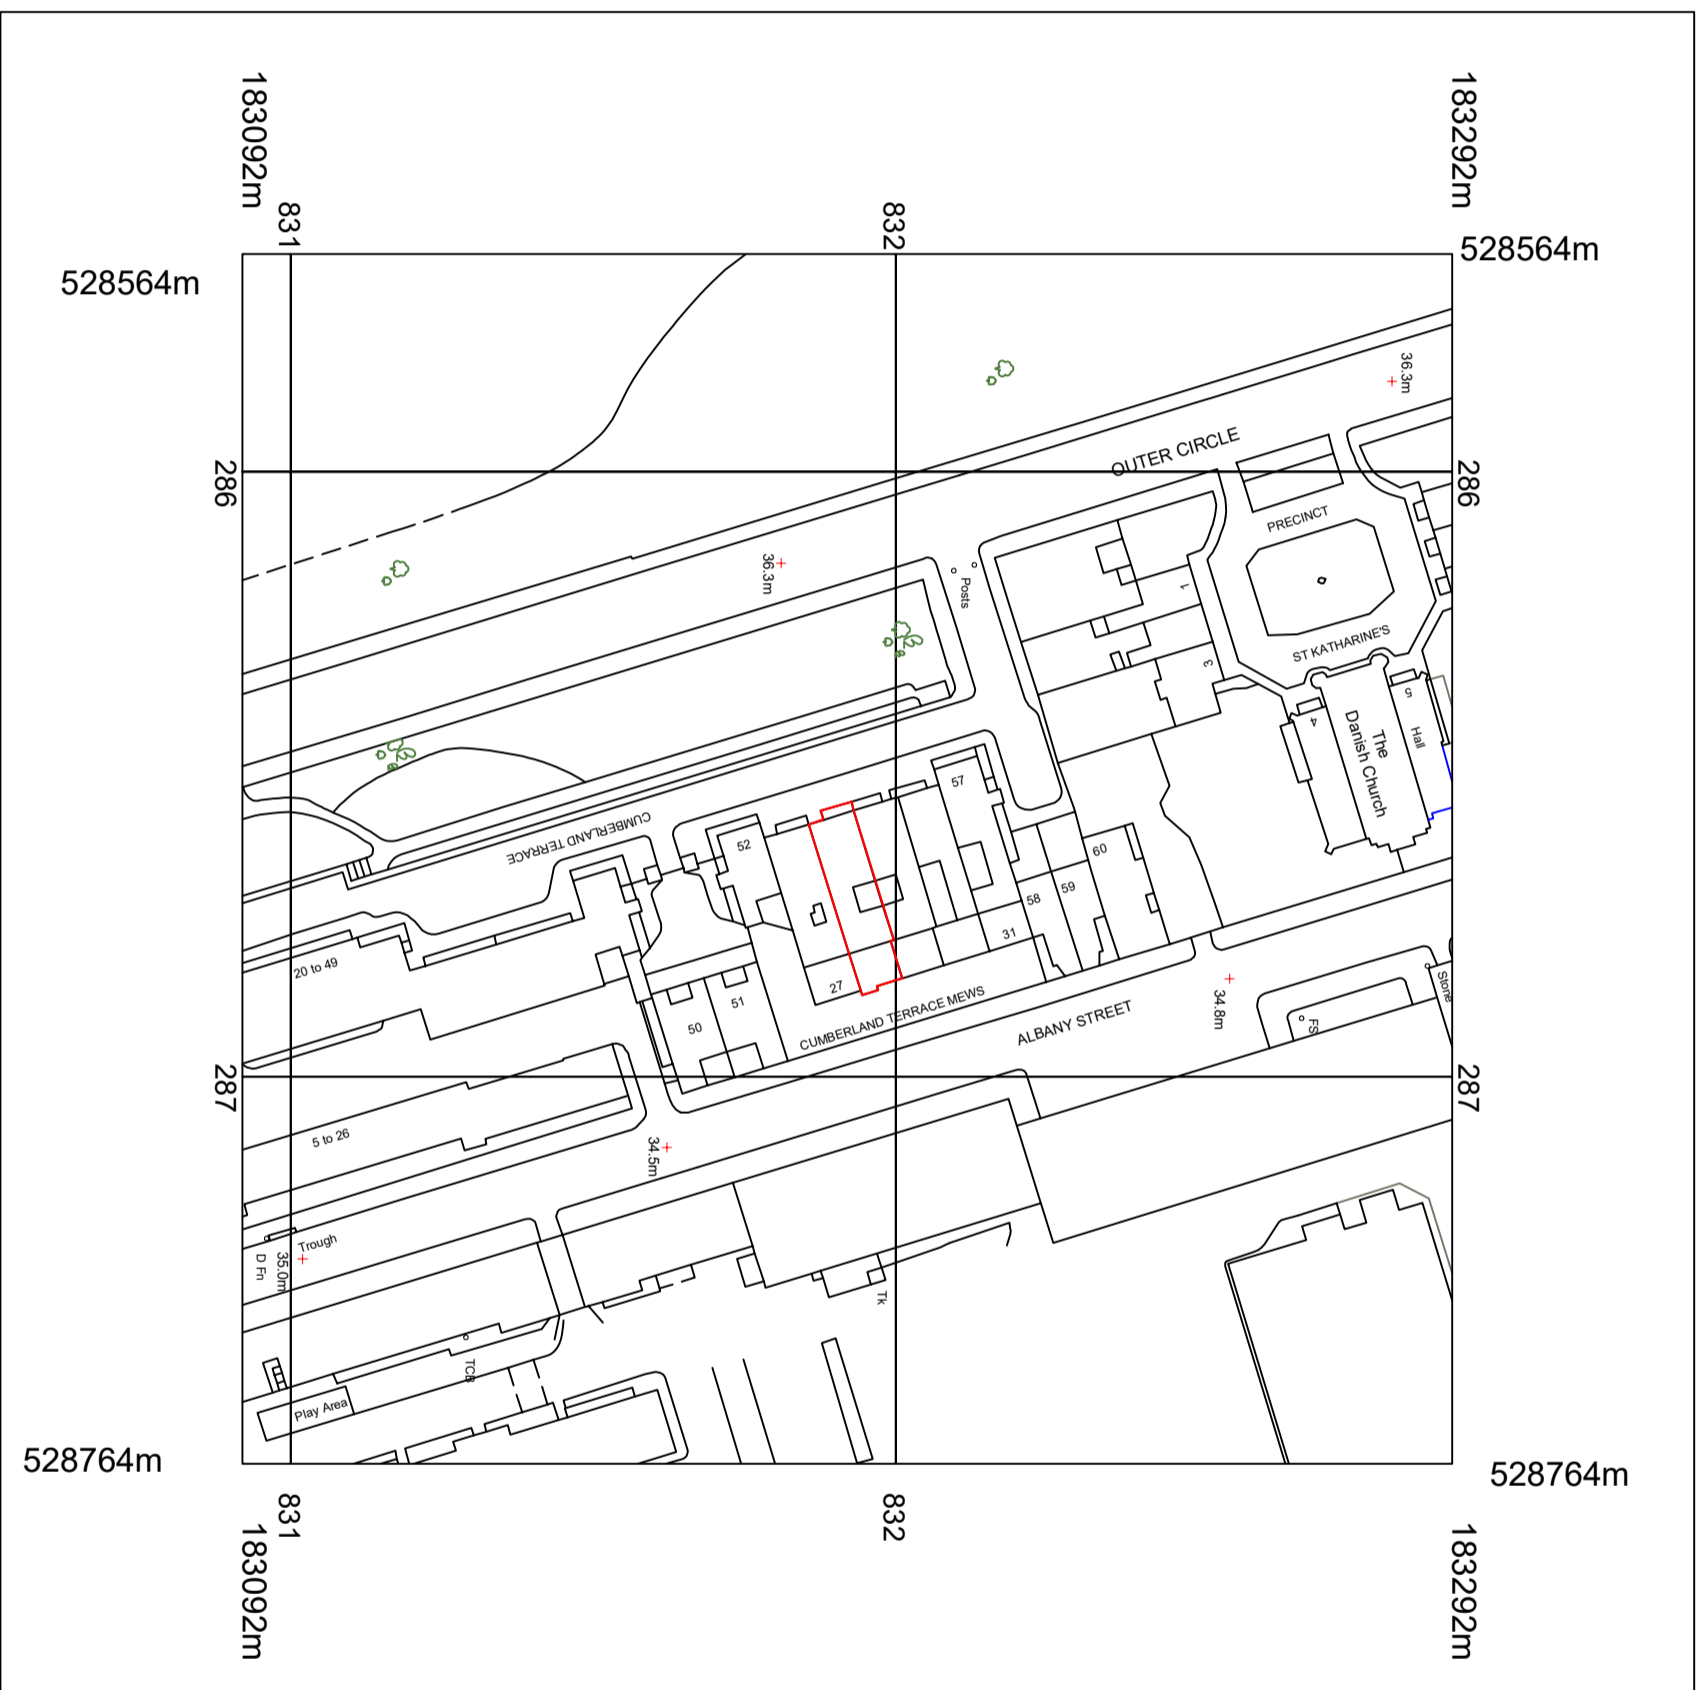 183092m
183292m
831
832
528564m
528564m
36.3m
OUTER CIRCLE
286
286
PRECINCT
36.3m
Posts
1
ST KATHARINE'S
3
5
4
The
Danish Church
Hall
57
CUMBERLAND TERRACE
52
60
59
58
31
20 to 49
27
51
50
CUMBERLAND TERRACE MEWS
ALBANY STREET
34.8m
Stone
FS
287
287
5 to 26
34.5m
Trough
D Fn
35.0m
Tk
TCB
Play Area
528764m
528764m
831
832
183092m
183292m